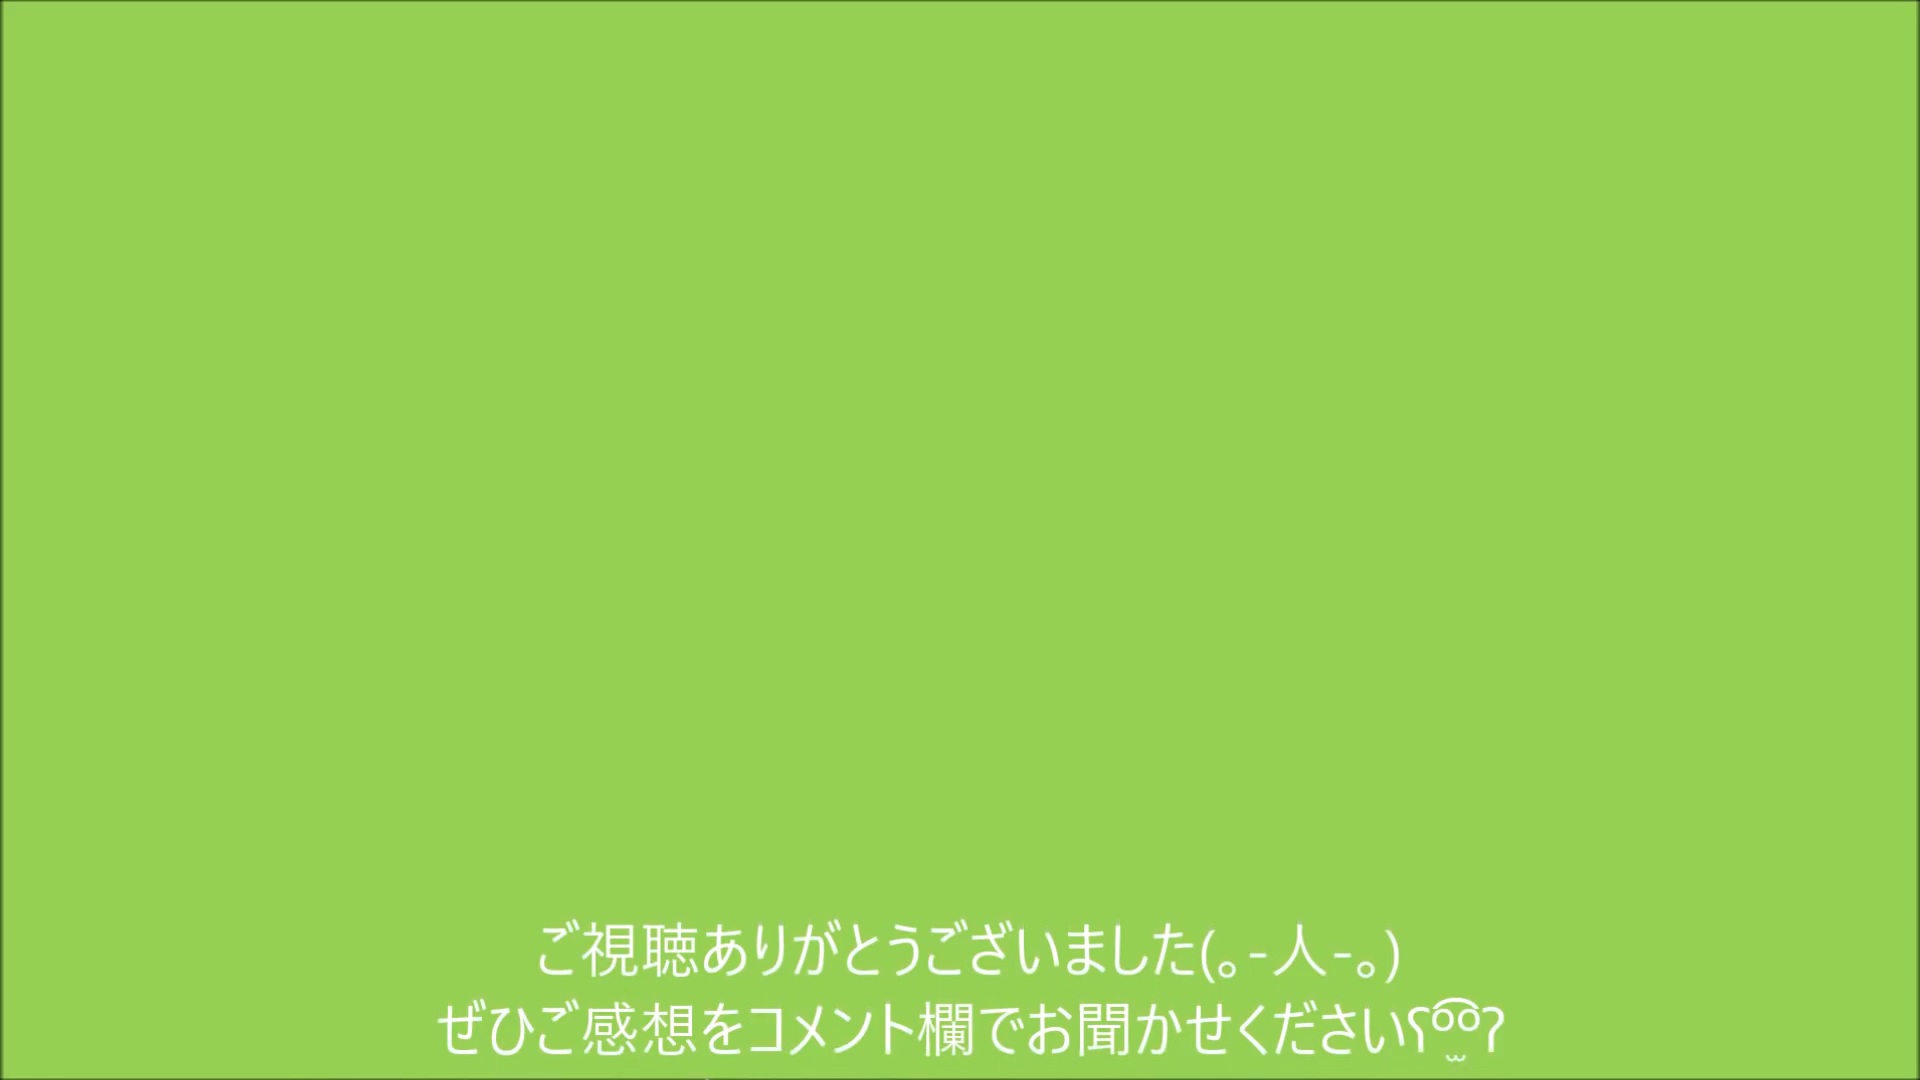 ご視聴ありがとうございました(｡-人-｡)
ぜひご感想をコメント欄でお聞かせくださいʕ•̫͡•ʔ